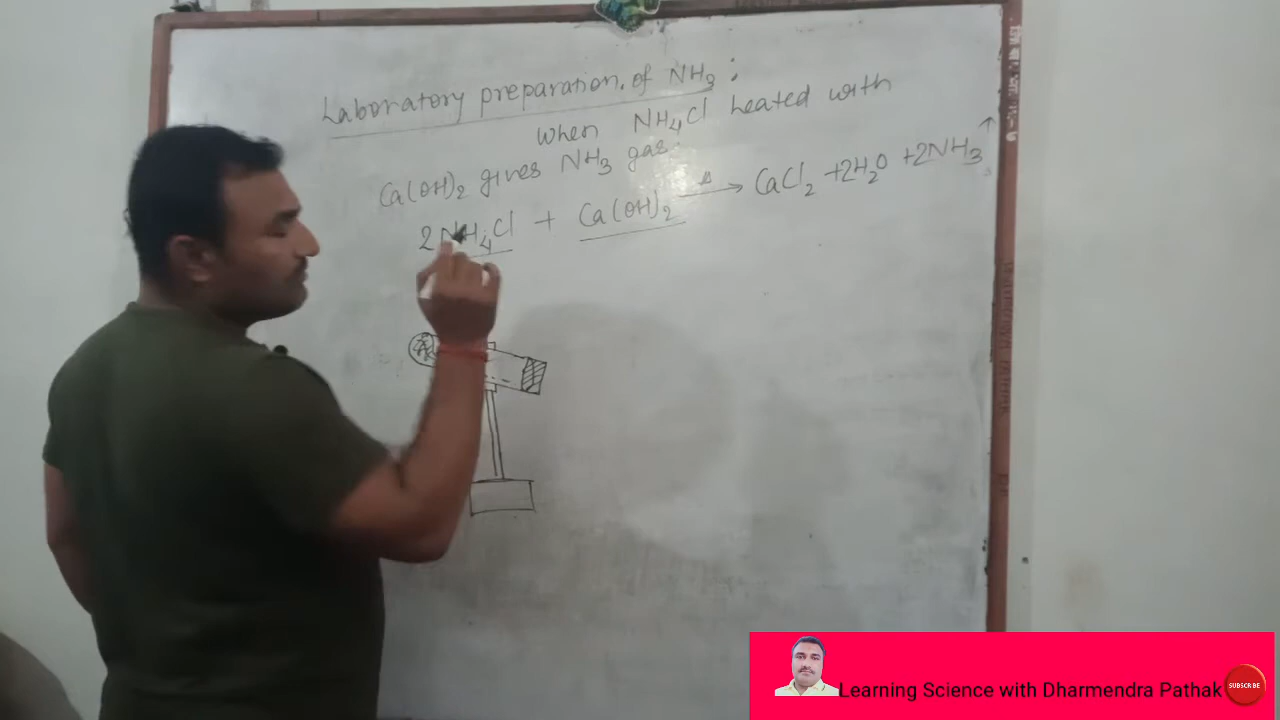 Laboratory preparation of NH3 :
When NH4Cl heated with
Ca(OH)2 gives NH3 gas.
2NH4Cl + Ca(OH)2 —Δ→ CaCl2 + 2H2O + 2NH3 ↑
Learning Science with Dharmendra Pathak
SUBSCRIBE